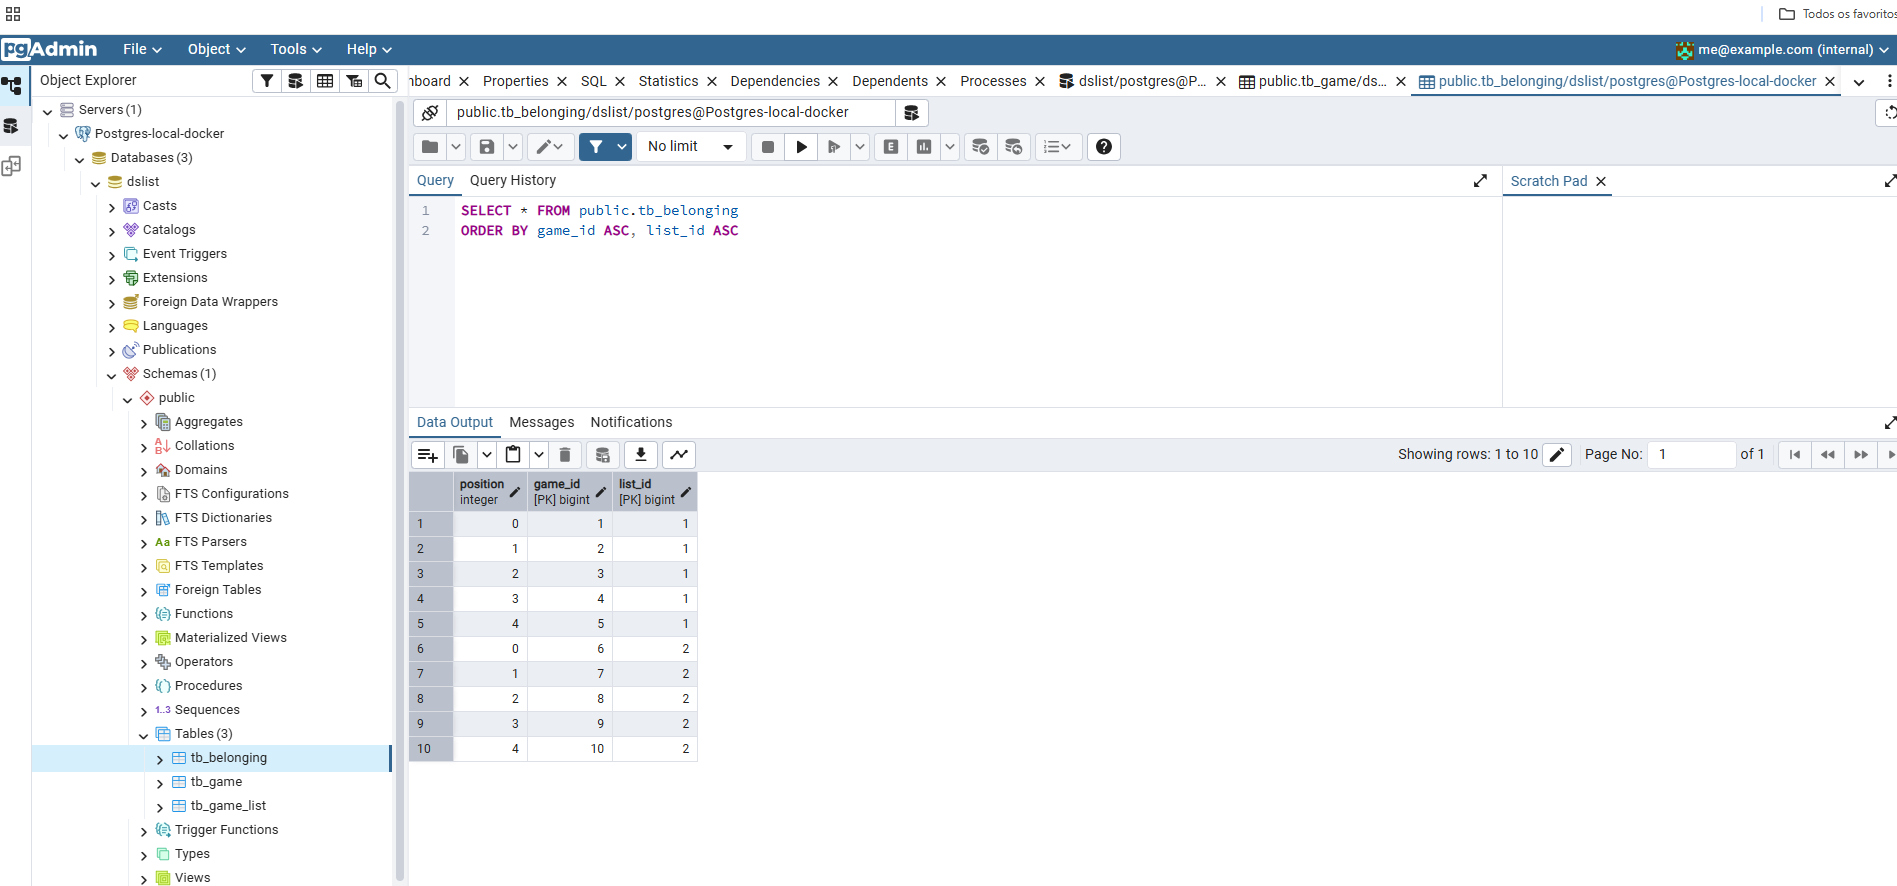 Todos os favoritos
pgAdmin File Object Tools Help me@example.com (internal)
Object Explorer
Servers (1)
Postgres-local-docker
Databases (3)
dslist
Casts
Catalogs
Event Triggers
Extensions
Foreign Data Wrappers
Languages
Publications
Schemas (1)
public
Aggregates
Collations
Domains
FTS Configurations
FTS Dictionaries
FTS Parsers
FTS Templates
Foreign Tables
Functions
Materialized Views
Operators
Procedures
1..3 Sequences
Tables (3)
tb_belonging
tb_game
tb_game_list
Trigger Functions
Types
Views
hboard Properties SQL Statistics Dependencies Dependents Processes dslist/postgres@P... public.tb_game/ds... public.tb_belonging/dslist/postgres@Postgres-local-docker
public.tb_belonging/dslist/postgres@Postgres-local-docker
No limit
Query Query History
Scratch Pad
1 SELECT * FROM public.tb_belonging
2 ORDER BY game_id ASC, list_id ASC
Data Output Messages Notifications
Showing rows: 1 to 10 Page No: 1 of 1
position game_id list_id
integer [PK] bigint [PK] bigint
1 0 1 1
2 1 2 1
3 2 3 1
4 3 4 1
5 4 5 1
6 0 6 2
7 1 7 2
8 2 8 2
9 3 9 2
10 4 10 2